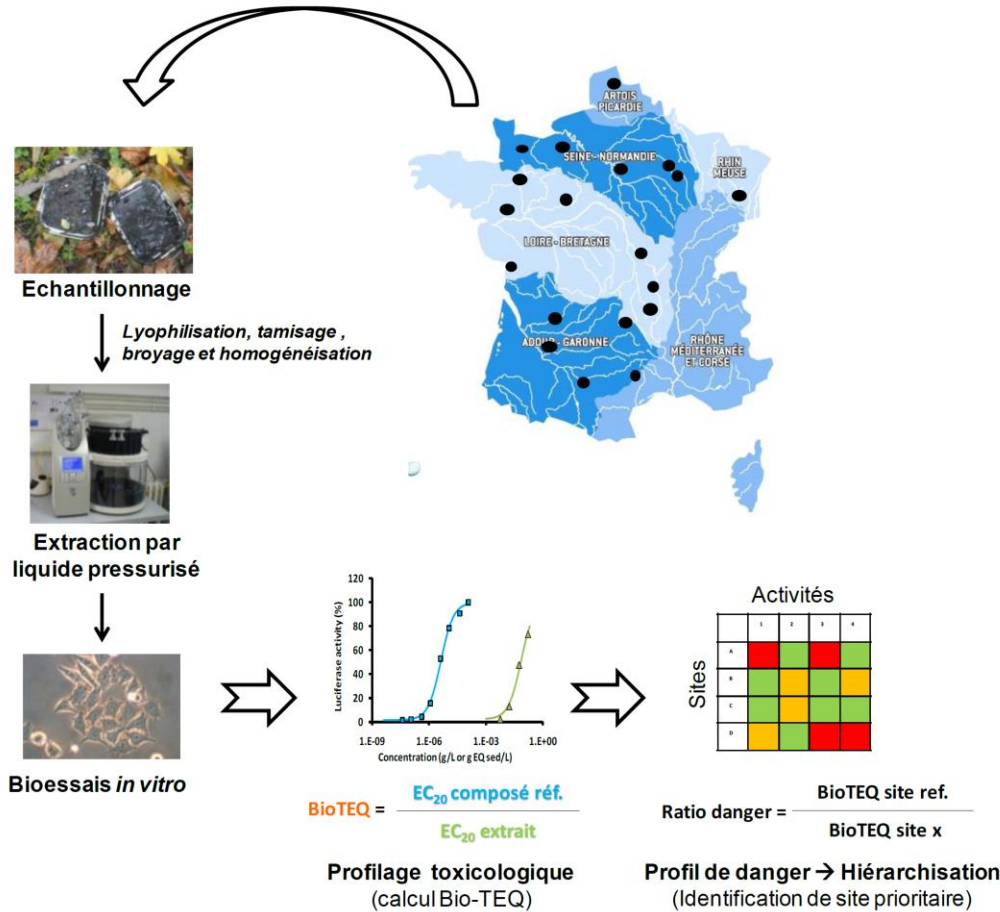 ARTOIS
PICARDIE
SEINE-NORMANDIE
RHIN
MEUSE
LOIRE - BRETAGNE
ADOUR - GARONNE
RHÔNE
MÉDITERRANÉE
ET CORSE
Echantillonnage
Lyophilisation, tamisage ,
broyage et homogénéisation
Extraction par
liquide pressurisé
Bioessais in vitro
Luciferase activity (%)
120
100
80
60
40
20
0
1.E-09 1.E-06 1.E-03 1.E+00
Concentration (g/L or g EQ sed/L)
BioTEQ = EC20 composé réf.
EC20 extrait
Profilage toxicologique
(calcul Bio-TEQ)
Activités
Sites
1 2 3 4
A
B
C
D
Ratio danger = BioTEQ site ref.
BioTEQ site x
Profil de danger → Hiérarchisation
(Identification de site prioritaire)